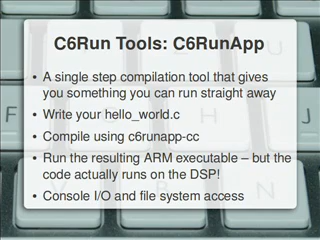 C6Run Tools: C6RunApp
• A single step compilation tool that gives
you something you can run straight away
• Write your hello_world.c
• Compile using c6runapp-cc
• Run the resulting ARM executable – but the
code actually runs on the DSP!
• Console I/O and file system access